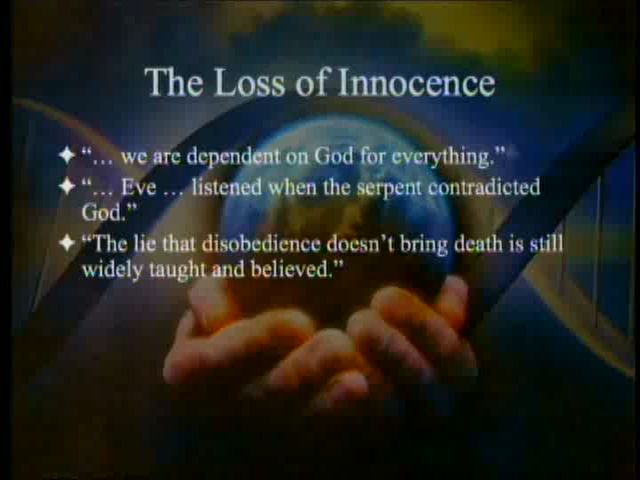 The Loss of Innocence
“... we are dependent on God for everything.”
“... Eve ... listened when the serpent contradicted
God.”
“The lie that disobedience doesn’t bring death is still
widely taught and believed.”